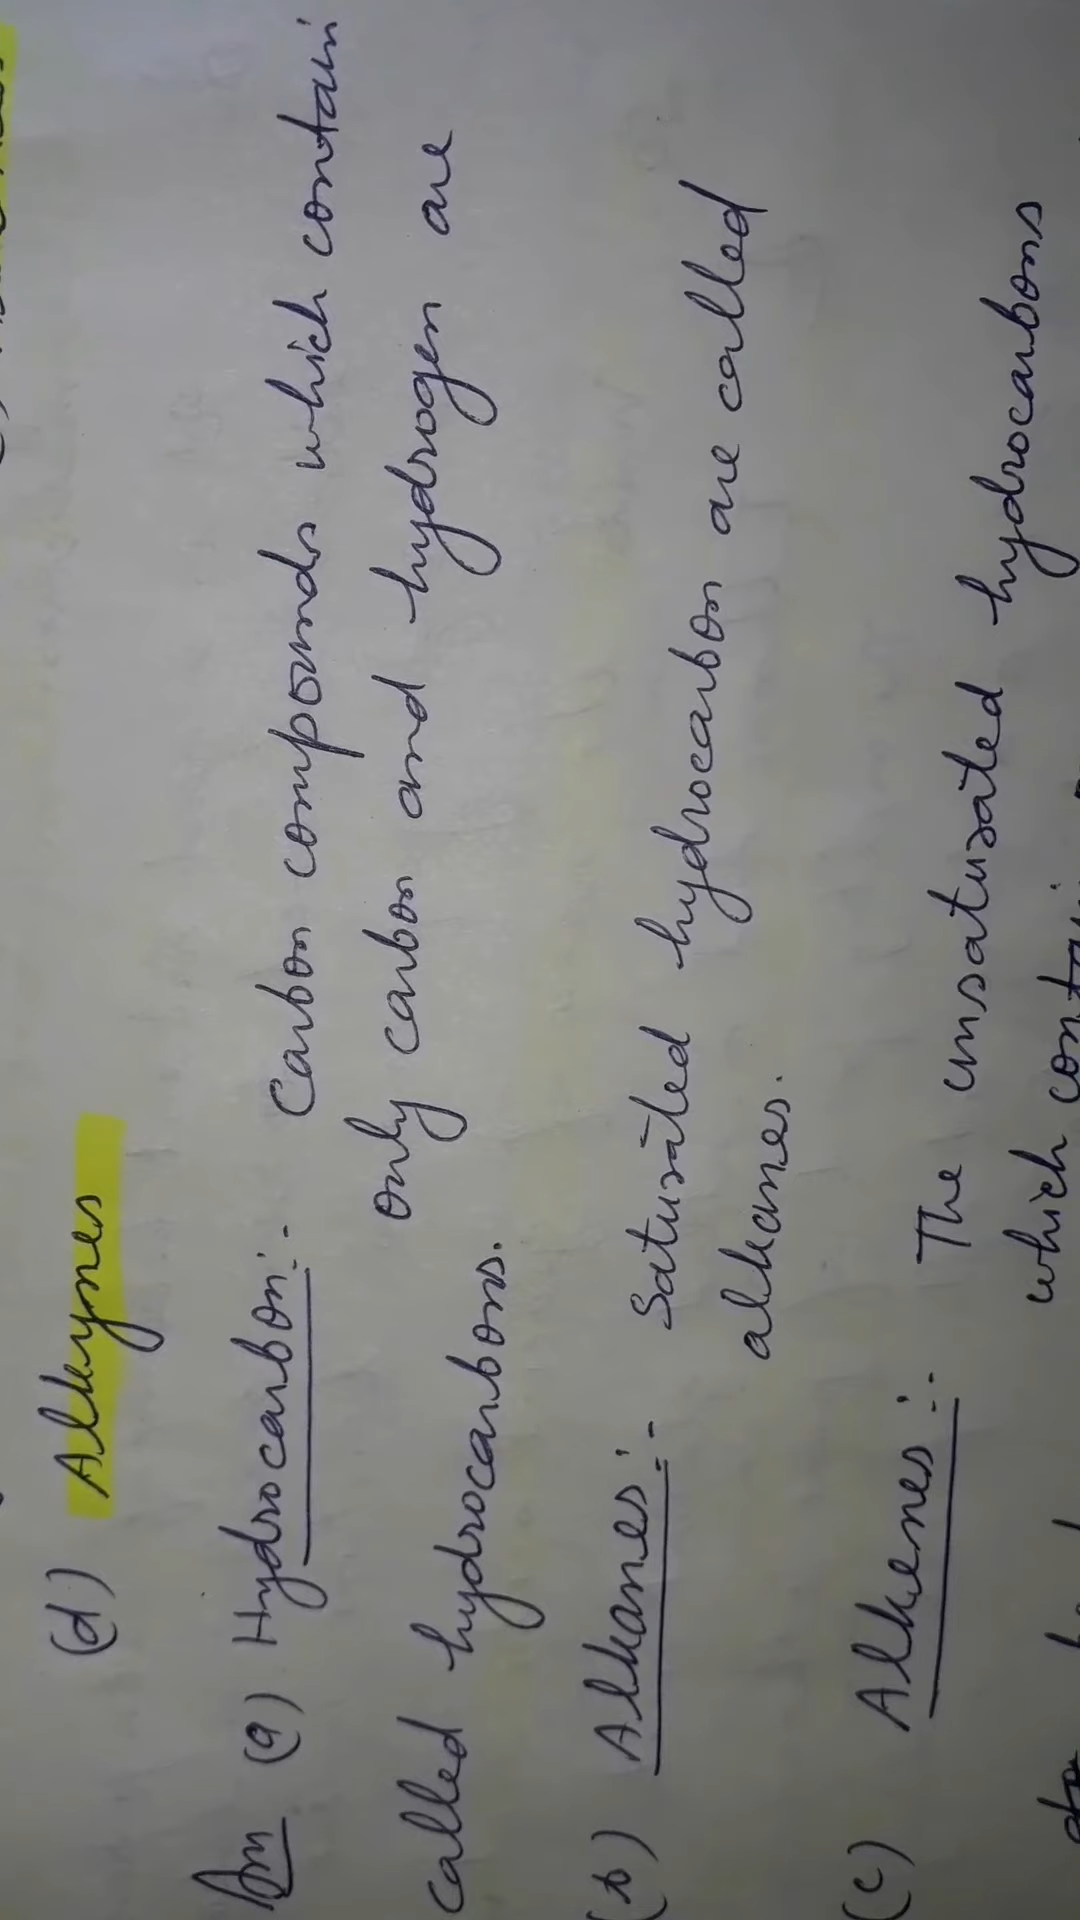 (d) Alkynes
Ans (a) Hydrocarbon:- Carbon compounds which contain
only carbon and hydrogen are
called hydrocarbons.
(b) Alkanes:- Saturated hydrocarbon are called
alkanes.
(c) Alkenes:- The unsaturated hydrocarbons
which